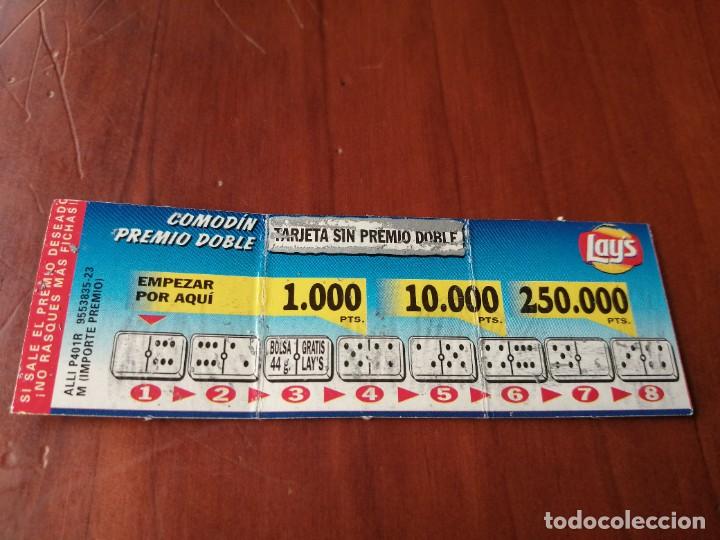 SI SALE EL PREMIO DESEADO
¡NO RASQUES MÁS FICHAS!
ALLI P401R 9553835-23
M (IMPORTE PREMIO)
COMODÍN
PREMIO DOBLE
TARJETA SIN PREMIO DOBLE
Lay's
EMPEZAR
POR AQUÍ
1.000
PTS.
10.000
PTS.
250.000
PTS.
BOLSA GRATIS
44 g. LAY'S
1 2 3 4 5 6 7 8
todocoleccion